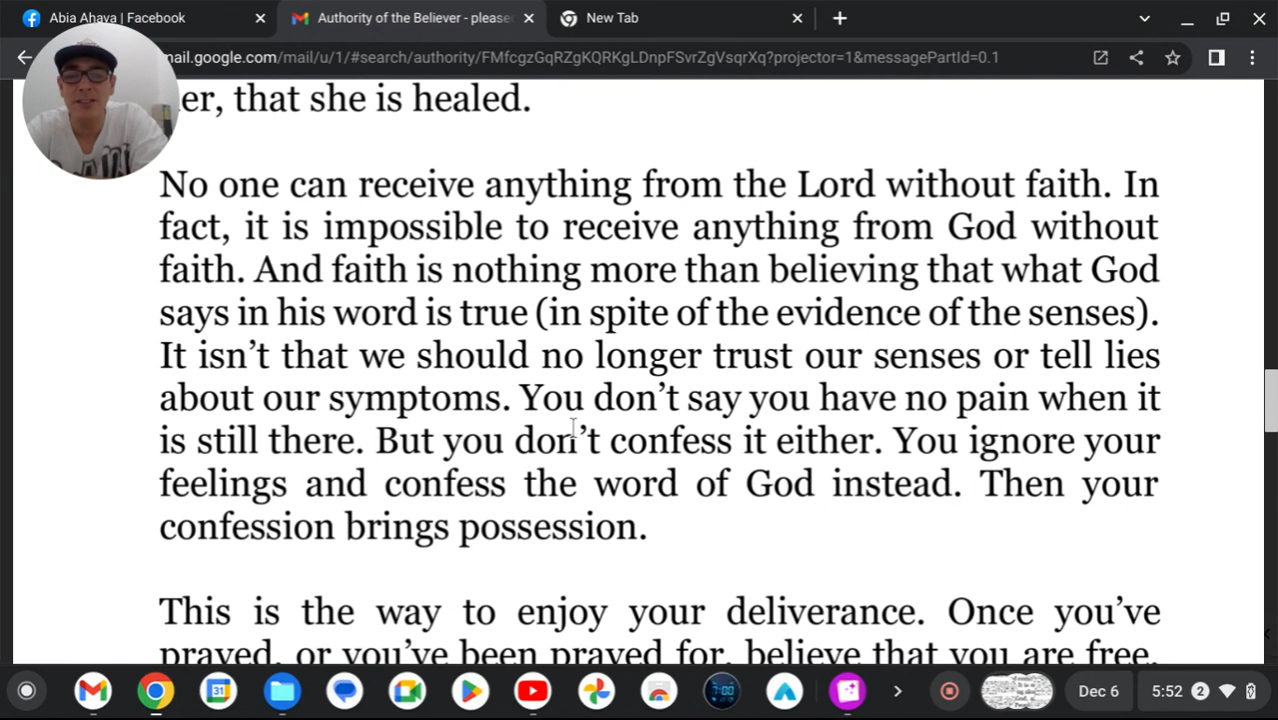 Abia Ahava | Facebook
Authority of the Believer - please
New Tab
mail.google.com/mail/u/1/#search/authority/FMfcgzGqRZgKQRKgLDnpFSvrZgVsqrXq?projector=1&messagePartId=0.1
her, that she is healed.
No one can receive anything from the Lord without faith. In
fact, it is impossible to receive anything from God without
faith. And faith is nothing more than believing that what God
says in his word is true (in spite of the evidence of the senses).
It isn't that we should no longer trust our senses or tell lies
about our symptoms. You don't say you have no pain when it
is still there. But you don't confess it either. You ignore your
feelings and confess the word of God instead. Then your
confession brings possession.
This is the way to enjoy your deliverance. Once you've
prayed, or you've been prayed for, believe that you are free.
31
7:00
Dec 6
5:52
2